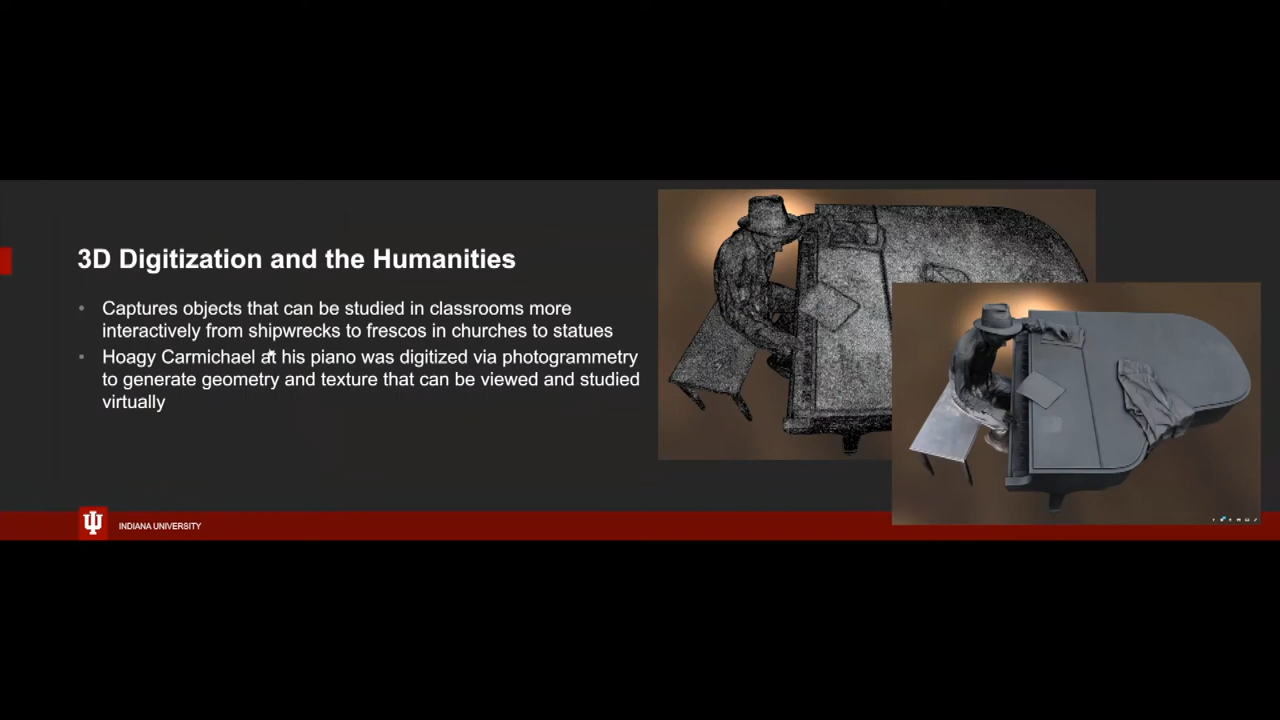 3D Digitization and the Humanities
• Captures objects that can be studied in classrooms more
interactively from shipwrecks to frescos in churches to statues
• Hoagy Carmichael at his piano was digitized via photogrammetry
to generate geometry and texture that can be viewed and studied
virtually
INDIANA UNIVERSITY